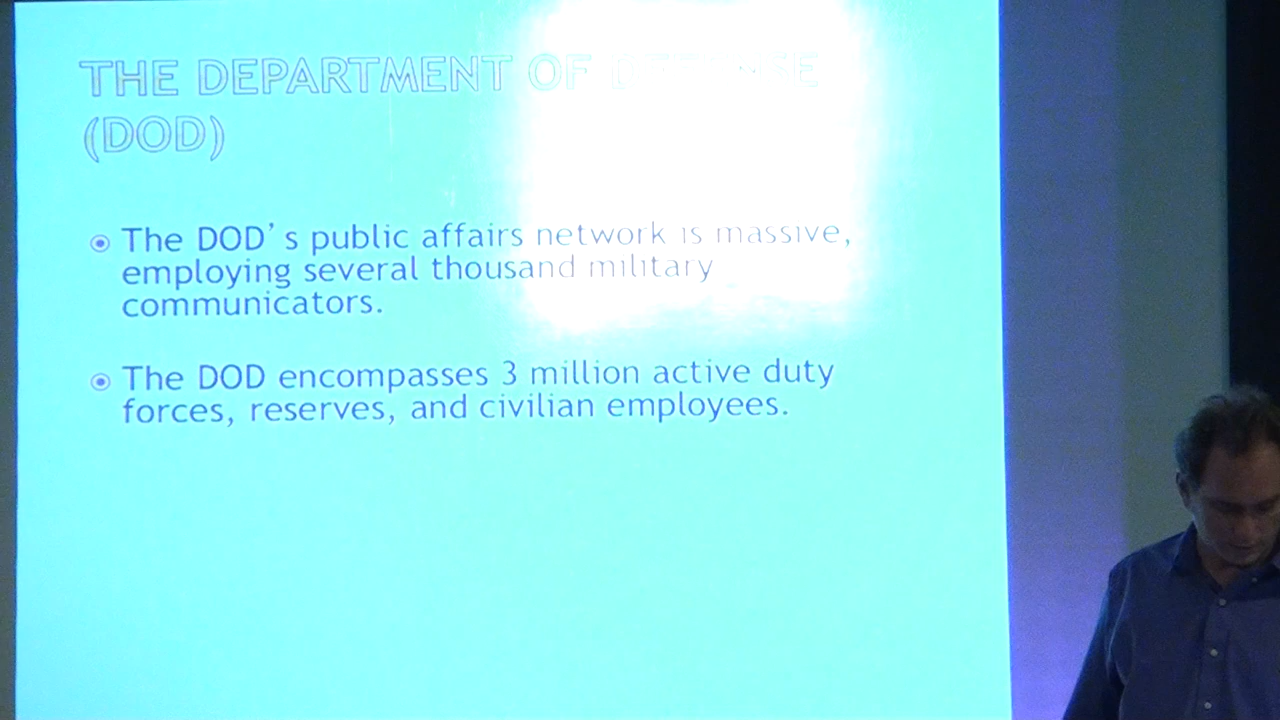 THE DEPARTMENT OF DEFENSE
(DOD)
The DOD's public affairs network is massive,
employing several thousand military
communicators.
The DOD encompasses 3 million active duty
forces, reserves, and civilian employees.